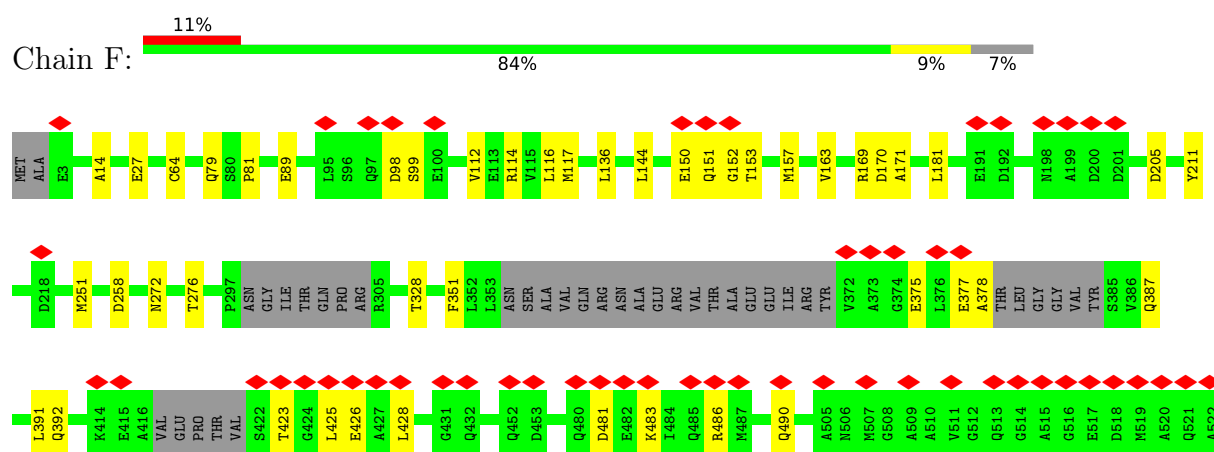 11%
Chain F:
84% 9% 7%
MET ALA E3 A14 E27 C64 Q79 S80 P81 E89 L95 S96 Q97 D98 S99 E100 V112 E113 R114 V115 L116 M117 L136 L144 E150 Q151 G152 T153 M157 V163 R169 D170 A171 L181 E191 D192 N198 A199 D200 D201 D205 Y211
D218 M251 D258 N272 T276 P297 ASN GLY ILE THR GLN PRO ARG R305 T328 F351 L352 L353 ASN SER ALA VAL GLN ARG ASN ALA GLU ARG VAL THR ALA GLU GLU ILE ARG TYR V372 A373 G374 E375 L376 E377 A378 THR LEU GLY GLY VAL TYR S385 V386 Q387
L391 Q392 K414 E415 A416 VAL GLU PRO THR VAL S422 T423 G424 L425 E426 A427 L428 G431 Q432 Q452 D453 Q480 D481 E482 K483 I484 Q485 R486 M487 Q490 A505 N506 M507 G508 A509 A510 V511 G512 Q513 G514 A515 G516 E517 D518 M519 A520 Q521 A522